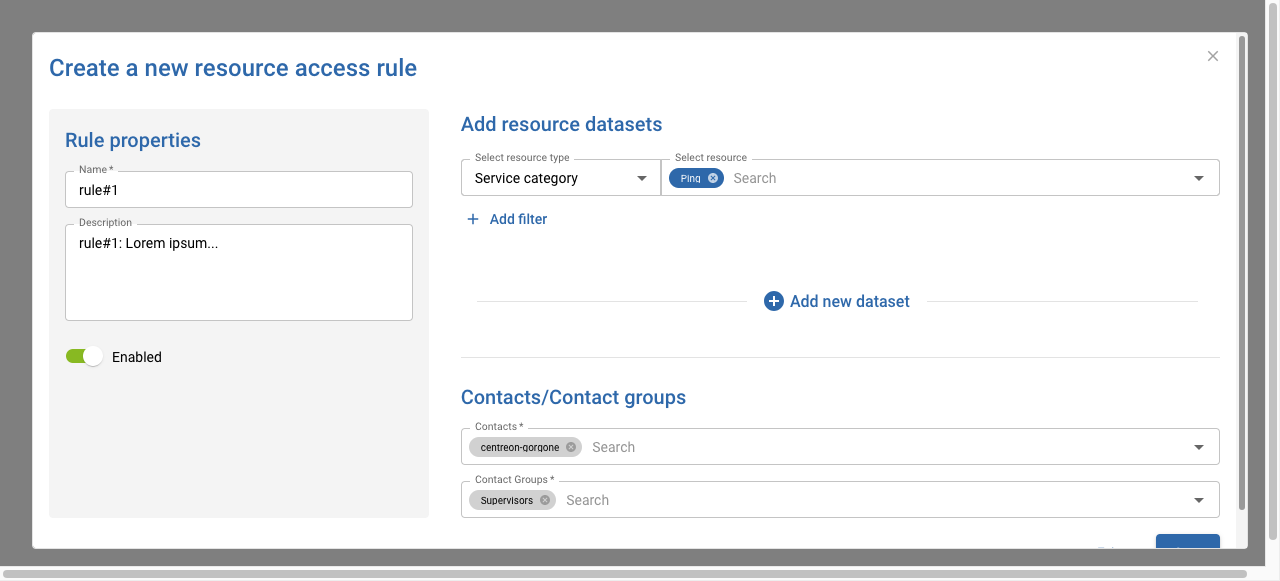 Create a new resource access rule
Rule properties
Name *
rule#1
Description
rule#1: Lorem ipsum...
Enabled
Add resource datasets
Select resource type
Service category
Select resource
Ping
Search
Add filter
Add new dataset
Contacts/Contact groups
Contacts *
centreon-gorgone
Search
Contact Groups *
Supervisors
Search